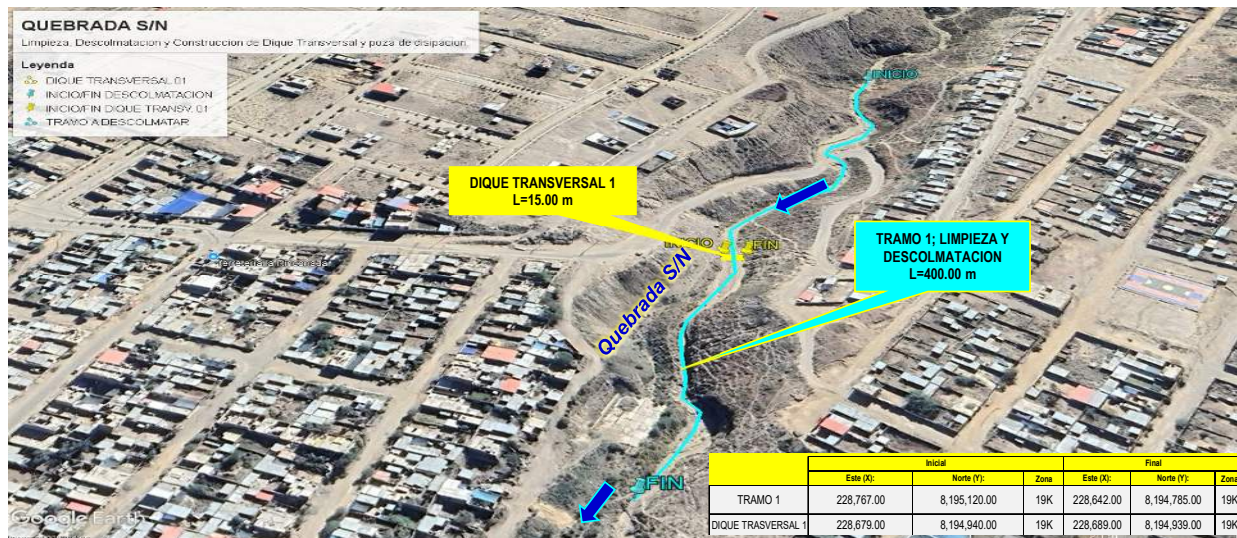 QUEBRADA S/N
Limpieza, Descolmatacion y Construccion de Dique Transversal y poza de disipacion
Leyenda
DIQUE TRANSVERSAL 01
INICIO/FIN DESCOLMATACION
INICIO/FIN DIQUE TRANSV. 01
TRAMO A DESCOLMATAR
INICIO
DIQUE TRANSVERSAL 1
L=15.00 m
INICIO
FIN
TRAMO 1; LIMPIEZA Y
DESCOLMATACION
L=400.00 m
Quebrada S/N
FIN
Google Earth
Inicial Final
Este (X): Norte (Y): Zona Este (X): Norte (Y): Zona
TRAMO 1 228,767.00 8,195,120.00 19K 228,642.00 8,194,785.00 19K
DIQUE TRASVERSAL 1 228,679.00 8,194,940.00 19K 228,689.00 8,194,939.00 19K